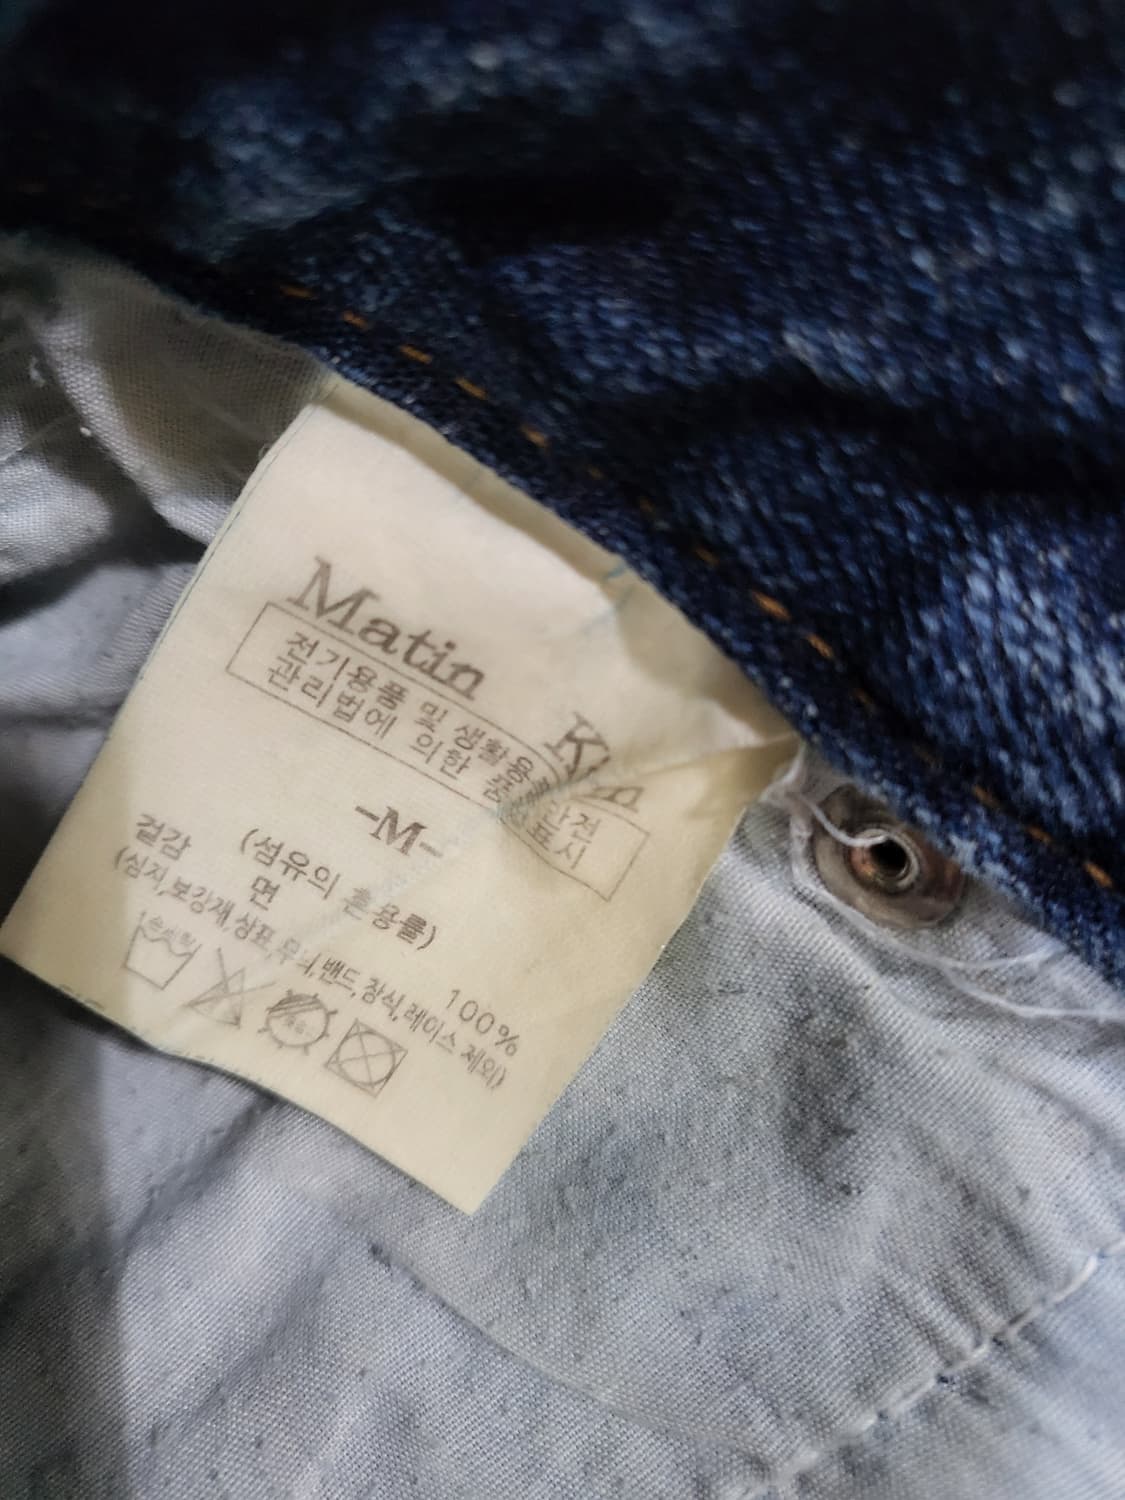 Matin Kim
전기용품 및 생활용품 안전
관리법에 의한 품질표시
-M-
(섬유의 혼용률)
겉감 면 100%
(심지,보강재,상표,무늬,밴드,장식,레이스 제외)